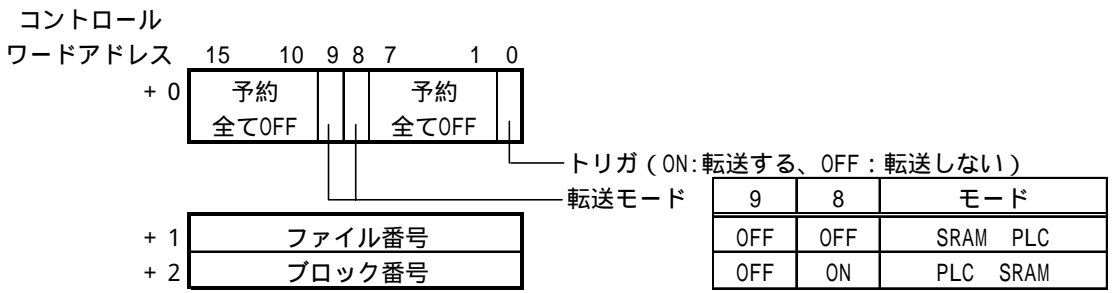 コントロール
ワードアドレス 15 10 9 8 7 1 0
+ 0 予約 予約
全てOFF 全てOFF
トリガ（ON:転送する、OFF：転送しない）
転送モード 9 8 モード
+ 1 ファイル番号 OFF OFF SRAM PLC
+ 2 ブロック番号 OFF ON PLC SRAM